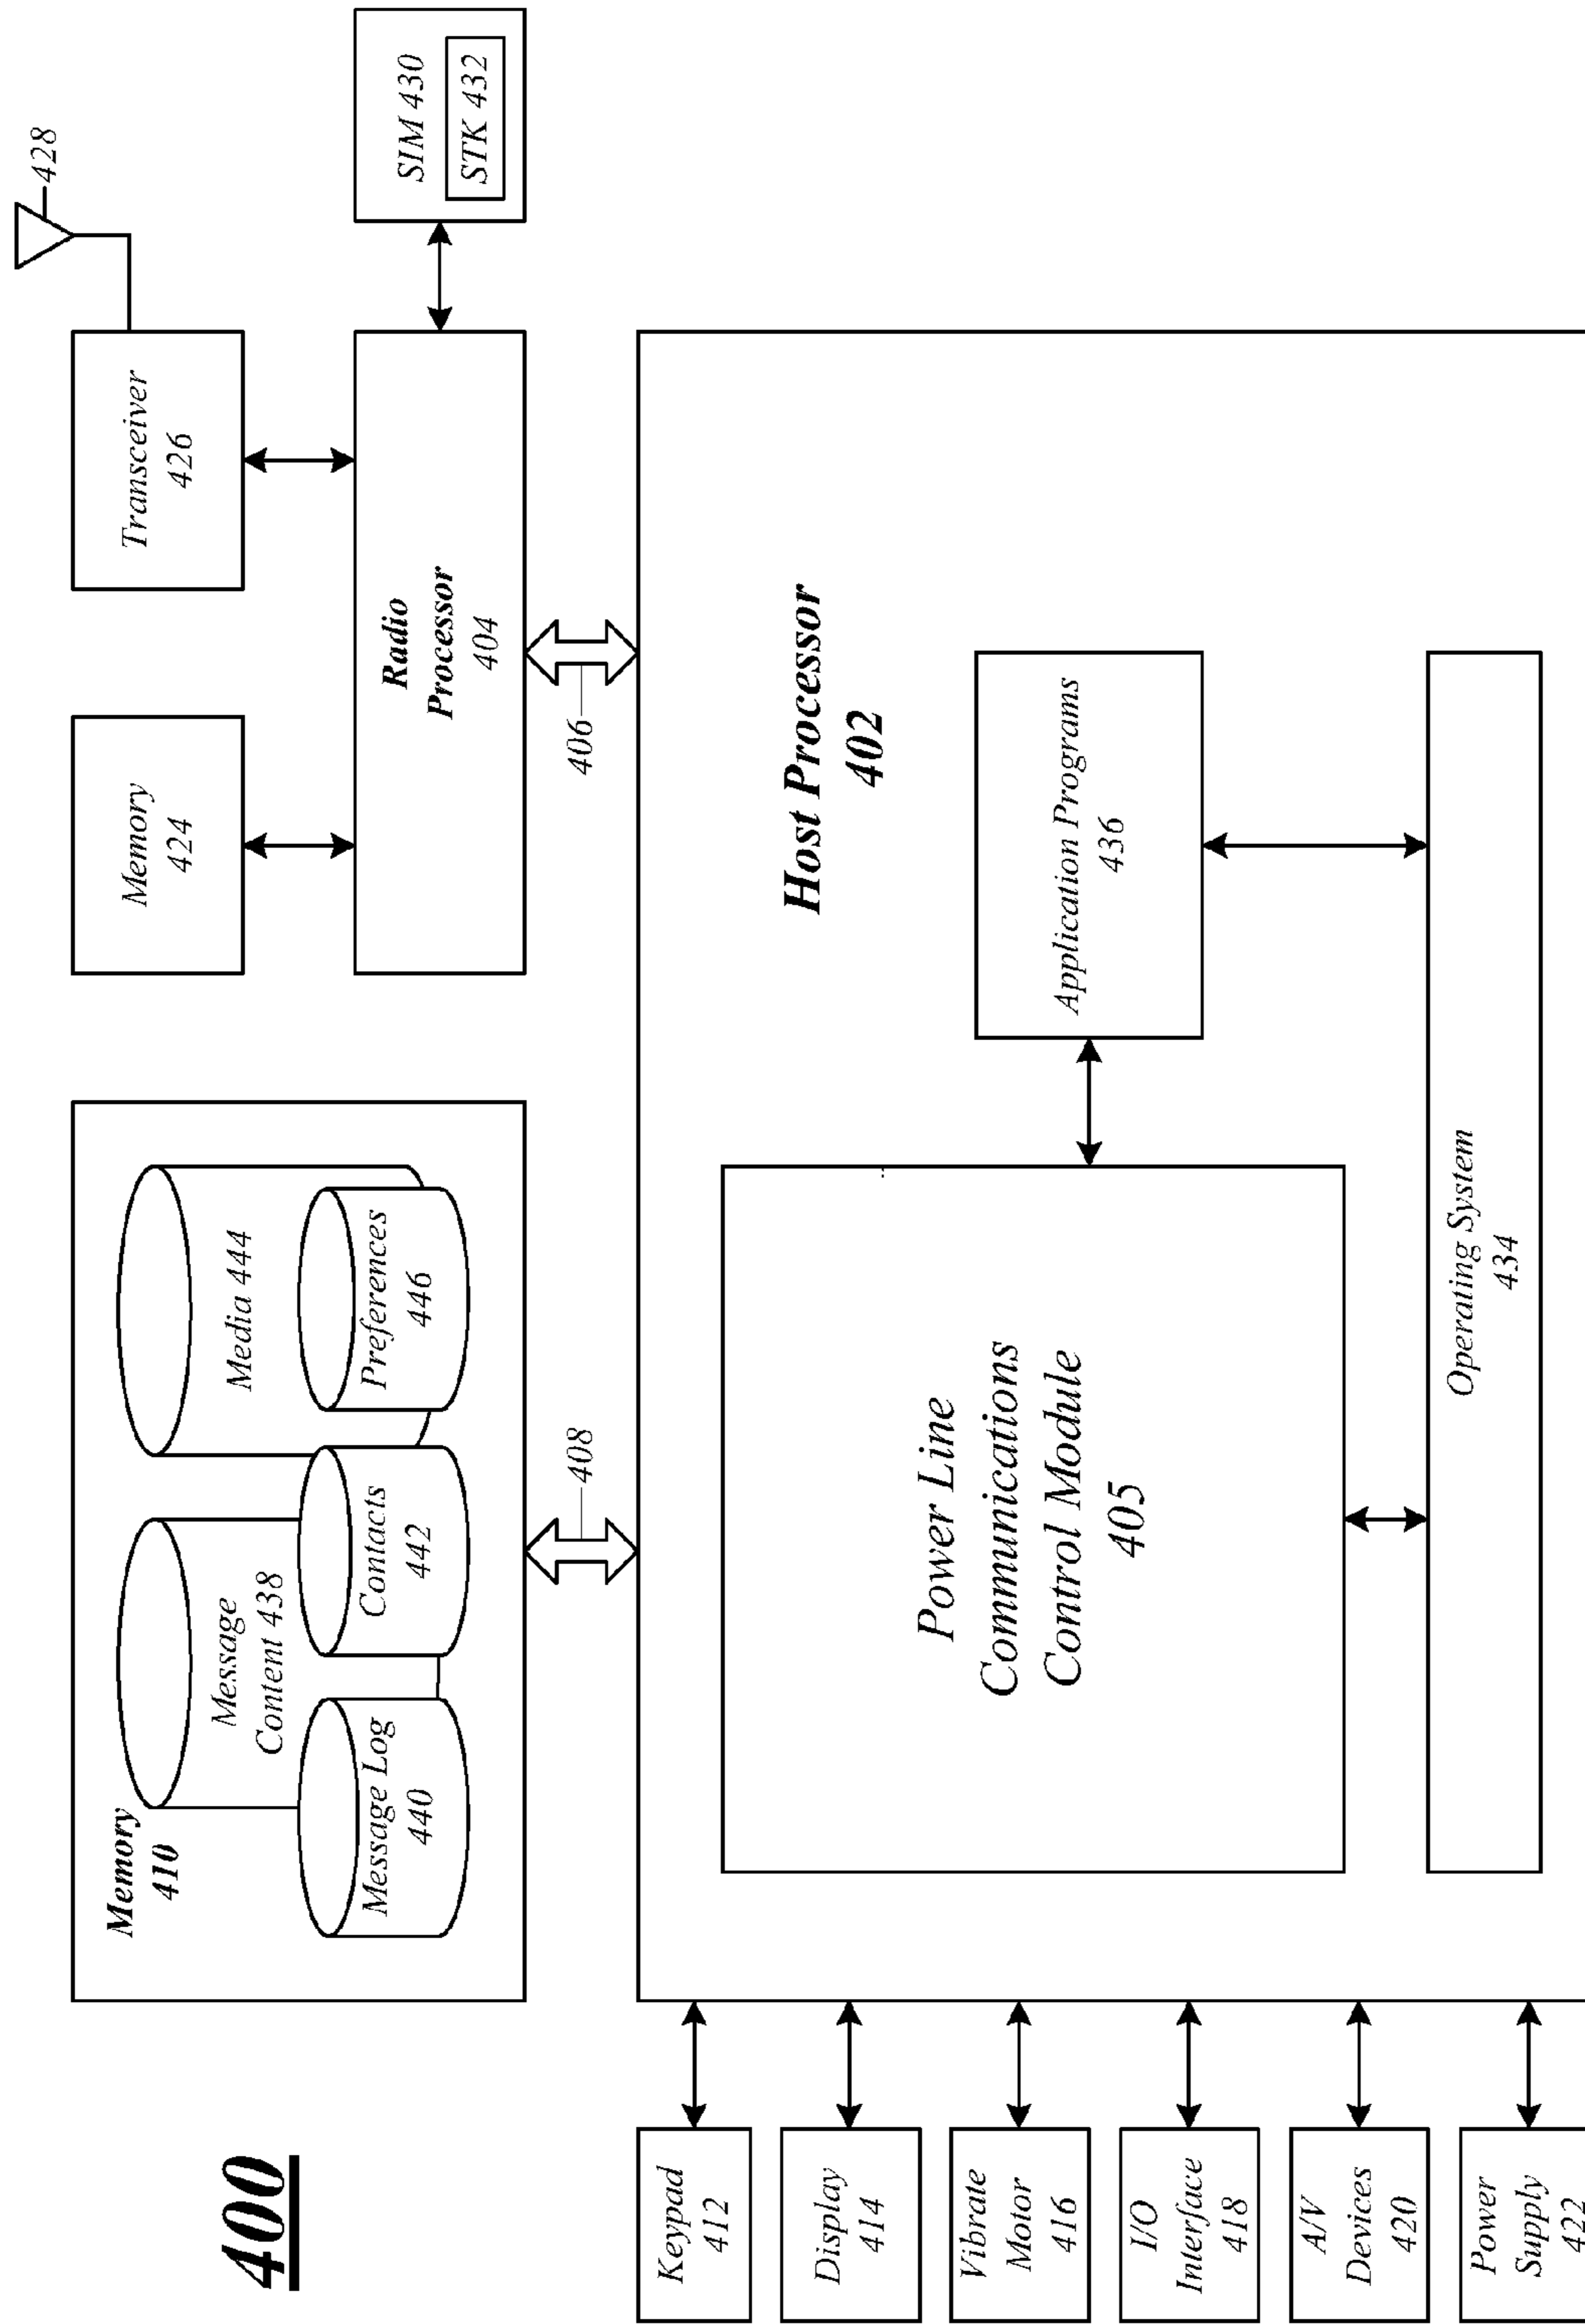 400
Memory
410
Message
Content 438
Media 444
Message Log
440
Contacts
442
Preferences
446
Memory
424
Transceiver
426
428
Radio
Processor
404
SIM 430
STK 432
408
406
Keypad
412
Display
414
Vibrate
Motor
416
I/O
Interface
418
A/V
Devices
420
Power
Supply
422
Host Processor
402
Power Line
Communications
Control Module
405
Application Programs
436
Operating System
434